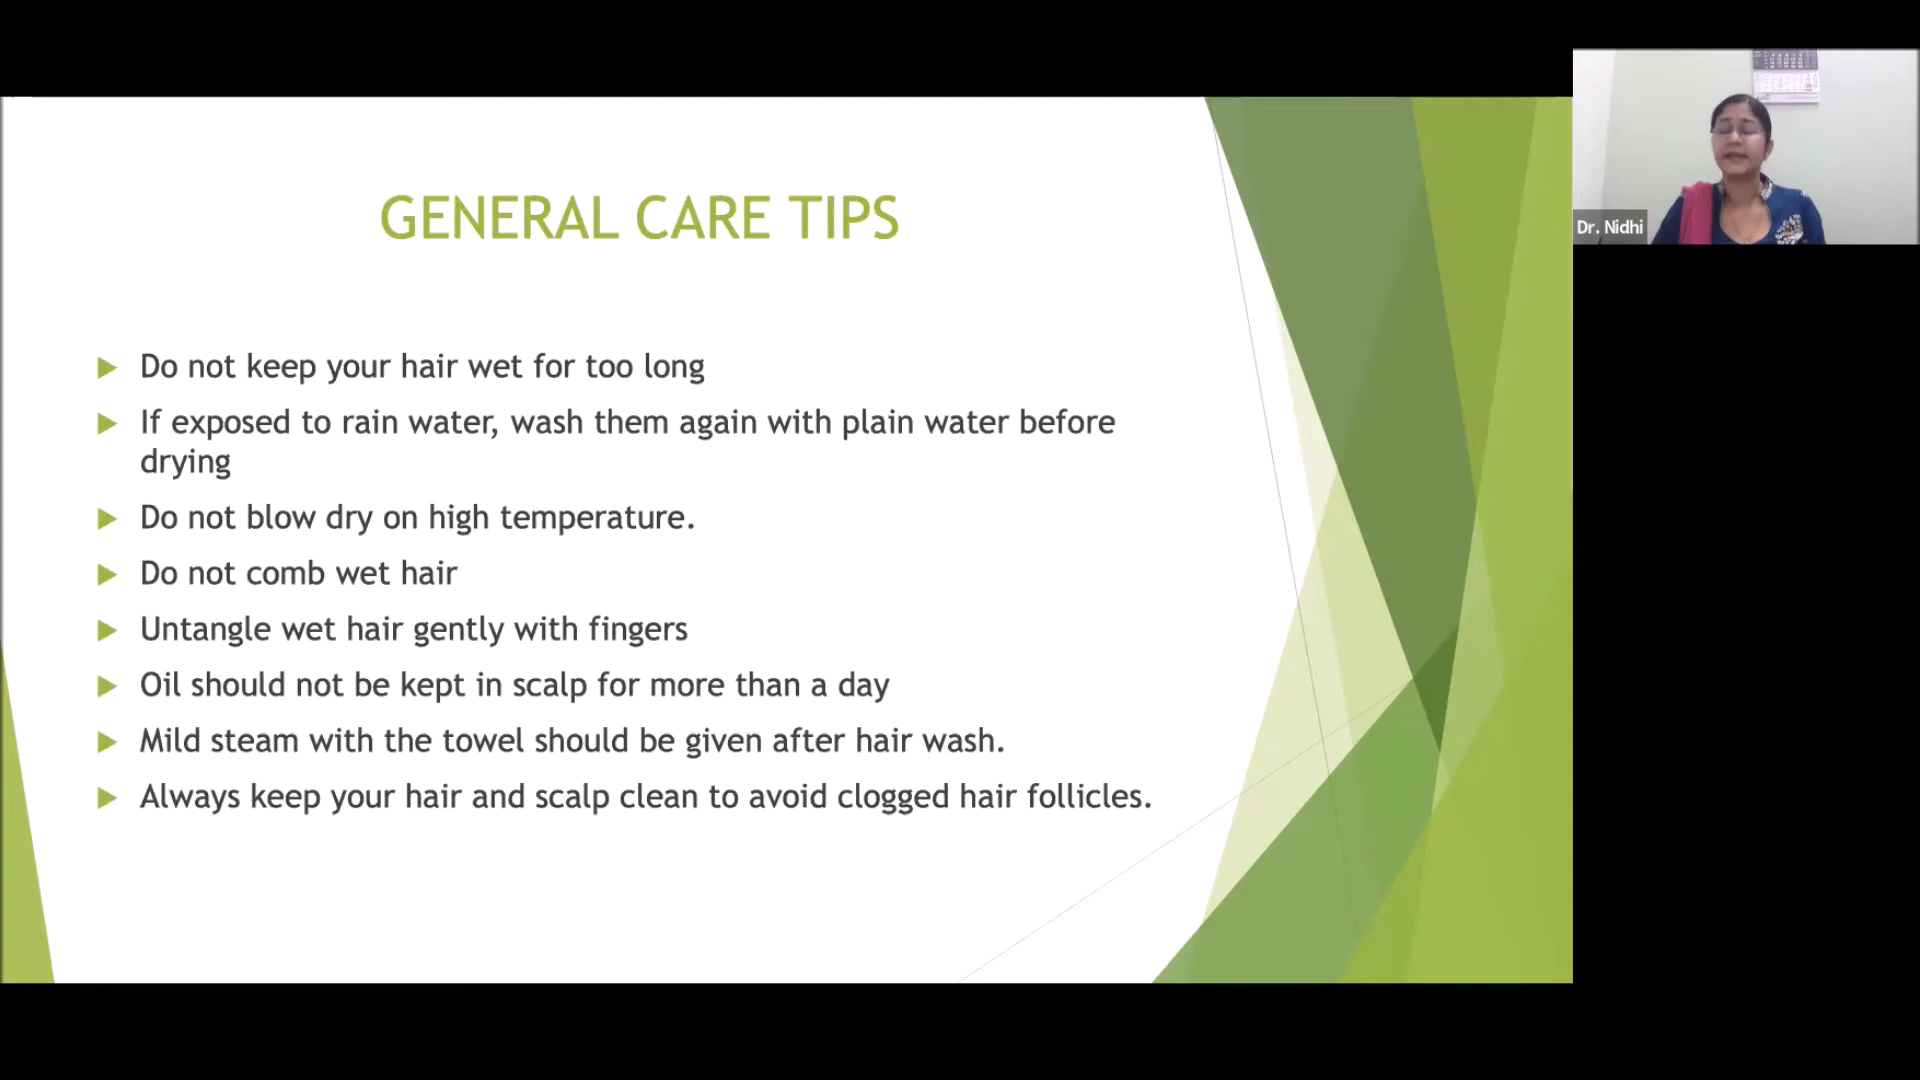 GENERAL CARE TIPS
Do not keep your hair wet for too long
If exposed to rain water, wash them again with plain water before
drying
Do not blow dry on high temperature.
Do not comb wet hair
Untangle wet hair gently with fingers
Oil should not be kept in scalp for more than a day
Mild steam with the towel should be given after hair wash.
Always keep your hair and scalp clean to avoid clogged hair follicles.
Dr. Nidhi